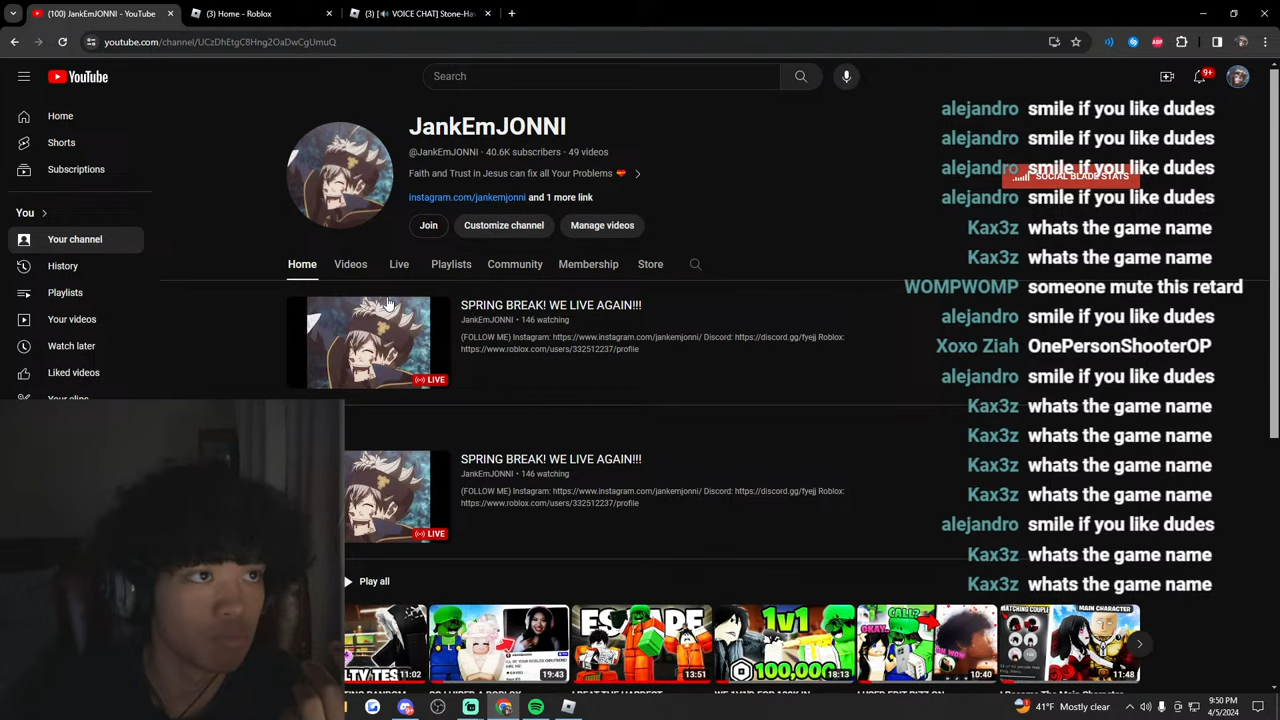 (100) JankEmJONNI - YouTube
(3) Home - Roblox
(3) [🔊 VOICE CHAT] Stone-Ha
youtube.com/channel/UCzDhEtgC8Hng2OaDwCgUmuQ
YouTube
Search
9+
Home
Shorts
Subscriptions
You
Your channel
History
Playlists
Your videos
Watch later
Liked videos
JankEmJONNI
@JankEmJONNI · 40.6K subscribers · 49 videos
Faith and Trust in Jesus can fix all Your Problems
instagram.com/jankemjonni and 1 more link
Join
Customize channel
Manage videos
SOCIAL BLADE STATS
Home
Videos
Live
Playlists
Community
Membership
Store
SPRING BREAK! WE LIVE AGAIN!!!
JankEmJONNI • 146 watching
(FOLLOW ME) Instagram: https://www.instagram.com/jankemjonni/ Discord: https://discord.gg/fyejj Roblox:
https://www.roblox.com/users/332512237/profile
LIVE
SPRING BREAK! WE LIVE AGAIN!!!
JankEmJONNI • 146 watching
(FOLLOW ME) Instagram: https://www.instagram.com/jankemjonni/ Discord: https://discord.gg/fyejj Roblox:
https://www.roblox.com/users/332512237/profile
LIVE
Play all
11:02
19:43
ESCAPE
13:51
1v1
100,000
18:13
OKAY..
CALL?
10:40
MATCHING COUPLE
MAIN CHARACTER
11:48
alejandro smile if you like dudes
alejandro smile if you like dudes
alejandro smile if you like dudes
alejandro smile if you like dudes
Kax3z whats the game name
Kax3z whats the game name
WOMPWOMP someone mute this retard
alejandro smile if you like dudes
Xoxo Ziah OnePersonShooterOP
alejandro smile if you like dudes
Kax3z whats the game name
Kax3z whats the game name
Kax3z whats the game name
Kax3z whats the game name
alejandro smile if you like dudes
Kax3z whats the game name
Kax3z whats the game name
41°F Mostly clear
9:50 PM
4/5/2024